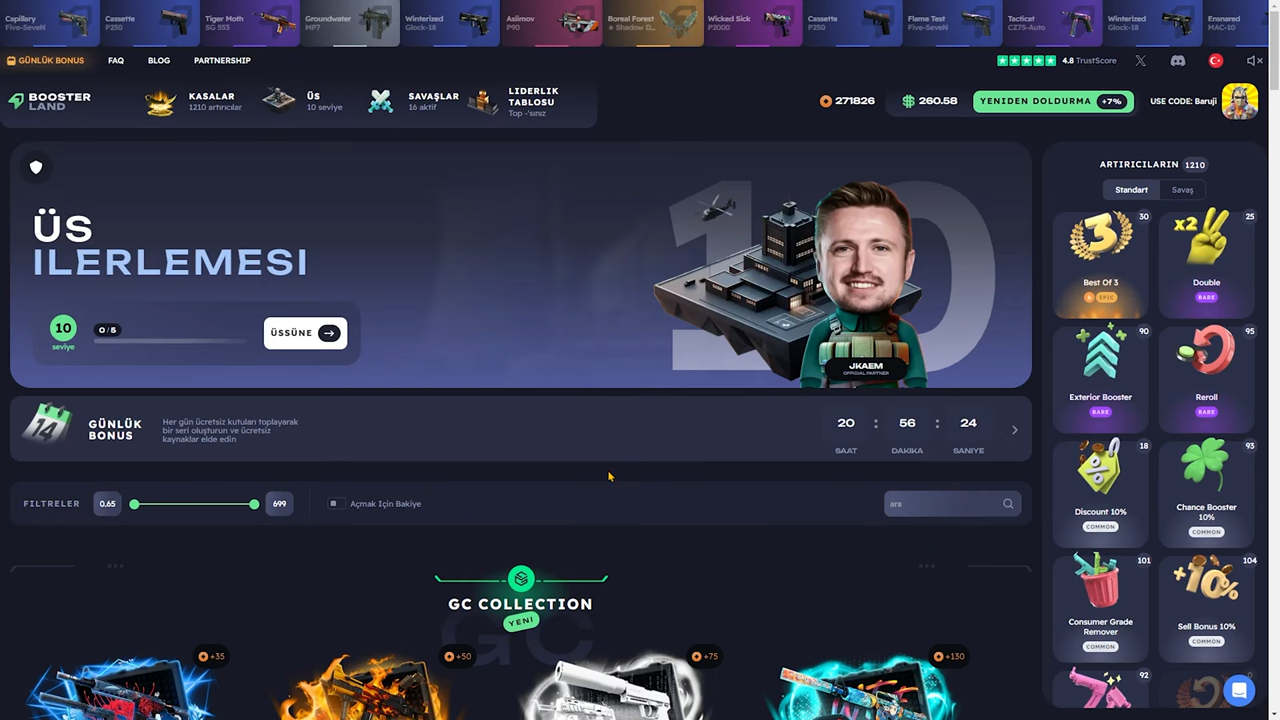 Capillary
Five-SeveN
Cassette
P250
Tiger Moth
SG 553
Groundwater
MP7
Winterized
Glock-18
Asiimov
P90
Boreal Forest
★ Shadow D...
Wicked Sick
P2000
Cassette
P250
Flame Test
Five-SeveN
Tacticat
CZ75-Auto
Winterized
Glock-18
Ensnared
MAC-10
GÜNLÜK BONUS
FAQ
BLOG
PARTNERSHIP
4.8 TrustScore
BOOSTER
LAND
KASALAR
1210 artırıcılar
ÜS
10 seviye
SAVAŞLAR
16 aktif
LIDERLIK
TABLOSU
Top -'sınız
271826
260.58
YENIDEN DOLDURMA +7%
USE CODE: Baruji
ÜS
ILERLEMESI
10
10
seviye
0/5
ÜSSÜNE
JKAEM
OFFICIAL PARTNER
14
GÜNLÜK
BONUS
Her gün ücretsiz kutuları toplayarak
bir seri oluşturun ve ücretsiz
kaynaklar elde edin
20 : 56 : 24
SAAT DAKIKA SANIYE
FILTRELER 0.65 699
Açmak Için Bakiye
ara
GC COLLECTION
YENI
GC
+35
+50
+75
+130
ARTIRICILARIN 1210
Standart Savaş
30
3
Best Of 3
EPIC
25
x2
Double
RARE
90
Exterior Booster
RARE
95
Reroll
RARE
18
%
Discount 10%
COMMON
93
Chance Booster
10%
COMMON
101
Consumer Grade
Remover
COMMON
104
+10%
Sell Bonus 10%
COMMON
92